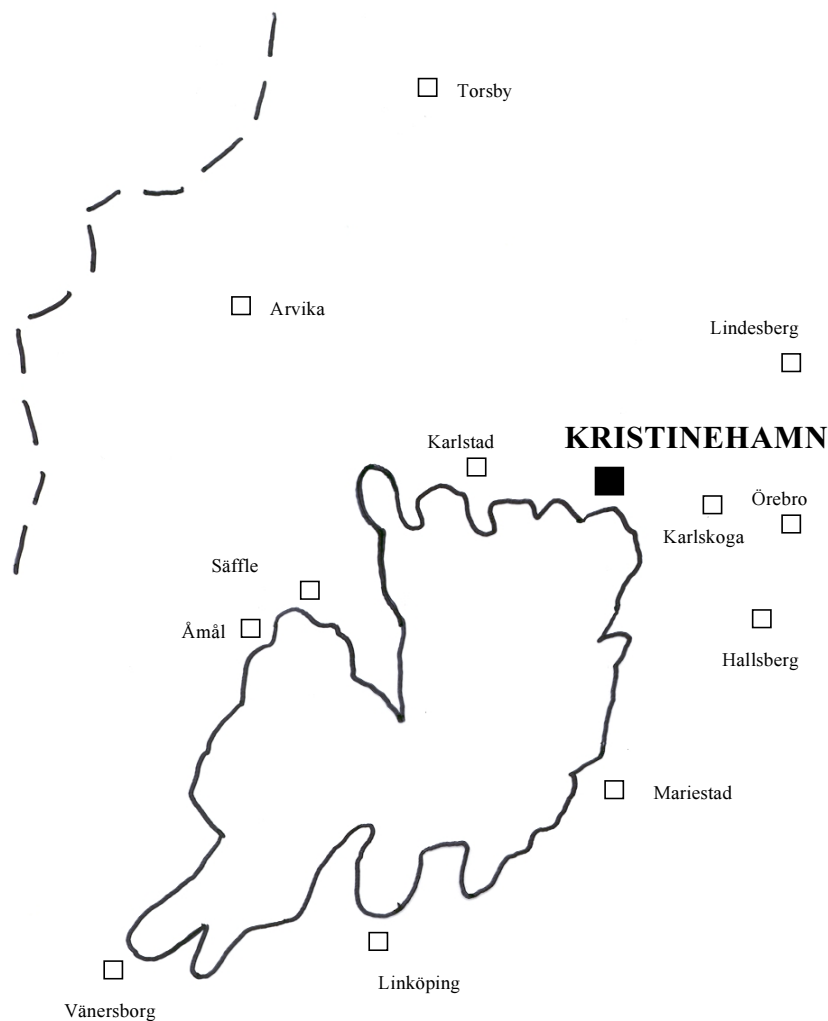 Torsby
Arvika
Lindesberg
KRISTINEHAMN
Karlstad
Örebro
Karlskoga
Säffle
Åmål
Hallsberg
Mariestad
Linköping
Vänersborg